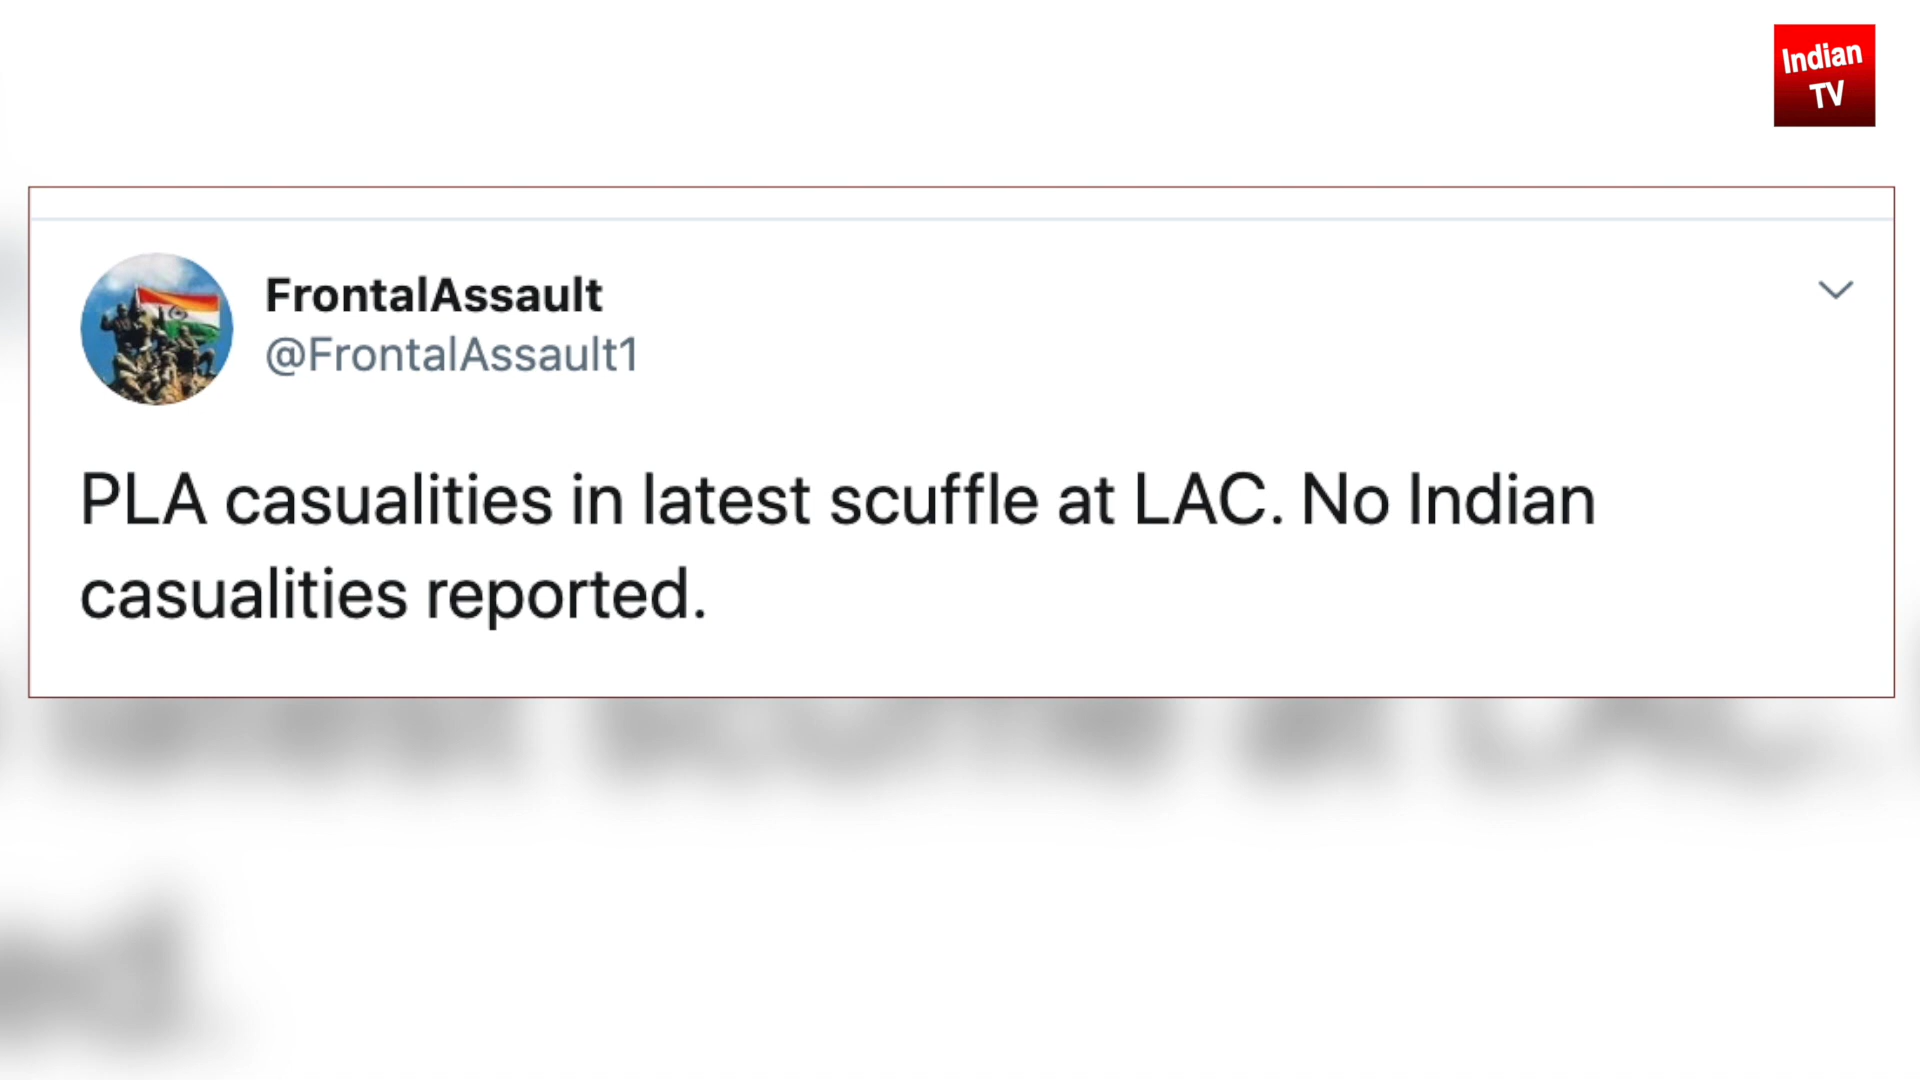 Indian
TV
FrontalAssault
@FrontalAssault1
PLA casualities in latest scuffle at LAC. No Indian
casualities reported.